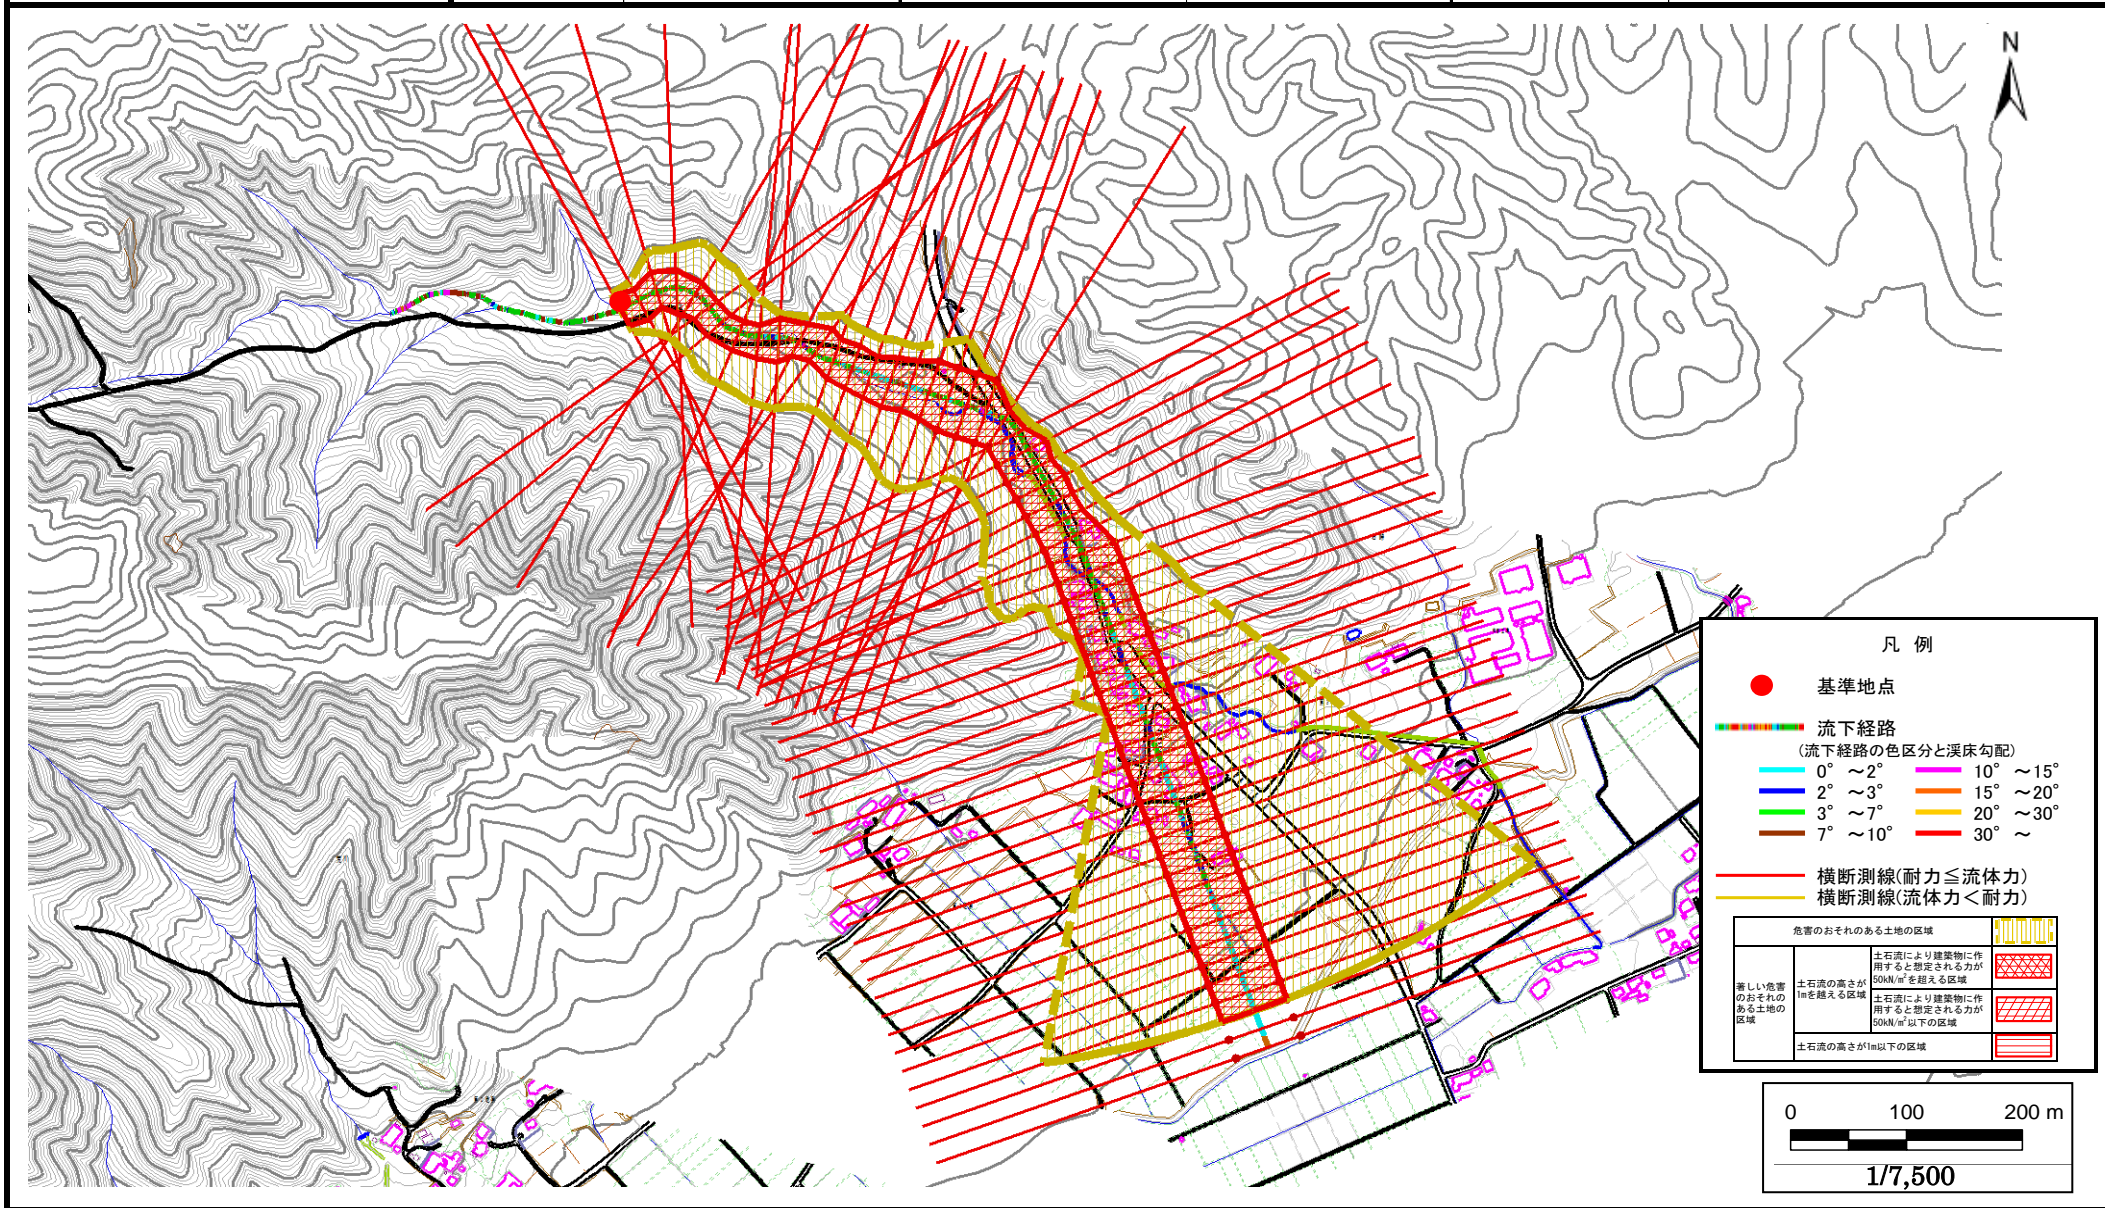 N
凡 例
基準地点
流下経路
(流下経路の色区分と渓床勾配)
0° ～2° 10° ～15°
2° ～3° 15° ～20°
3° ～7° 20° ～30°
7° ～10° 30° ～
横断測線(耐力≦流体力)
横断測線(流体力＜耐力)
危害のおそれのある土地の区域
著しい危害
のおそれの
ある土地の
区域
土石流の高さが
1mを越える区域
土石流により建築物に作
用すると想定される力が
50kN/m²を超える区域
土石流により建築物に作
用すると想定される力が
50kN/m²以下の区域
土石流の高さが1m以下の区域
0 100 200 m
1/7,500